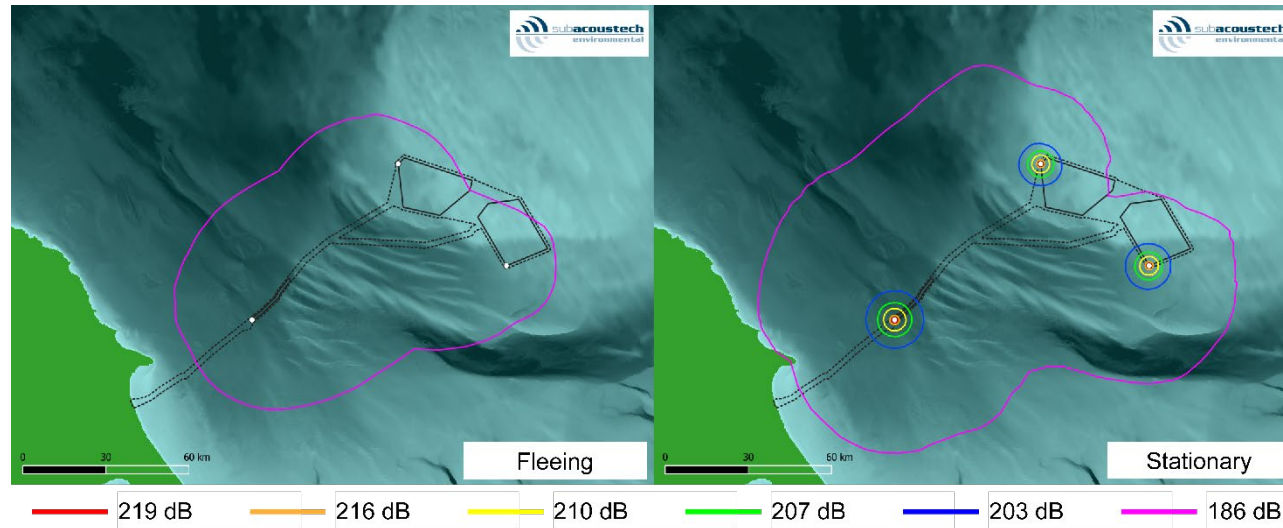 subacoustech
environmental
subacoustech
environmental
0 30 60 km
Fleeing
0 30 60 km
Stationary
219 dB 216 dB 210 dB 207 dB 203 dB 186 dB